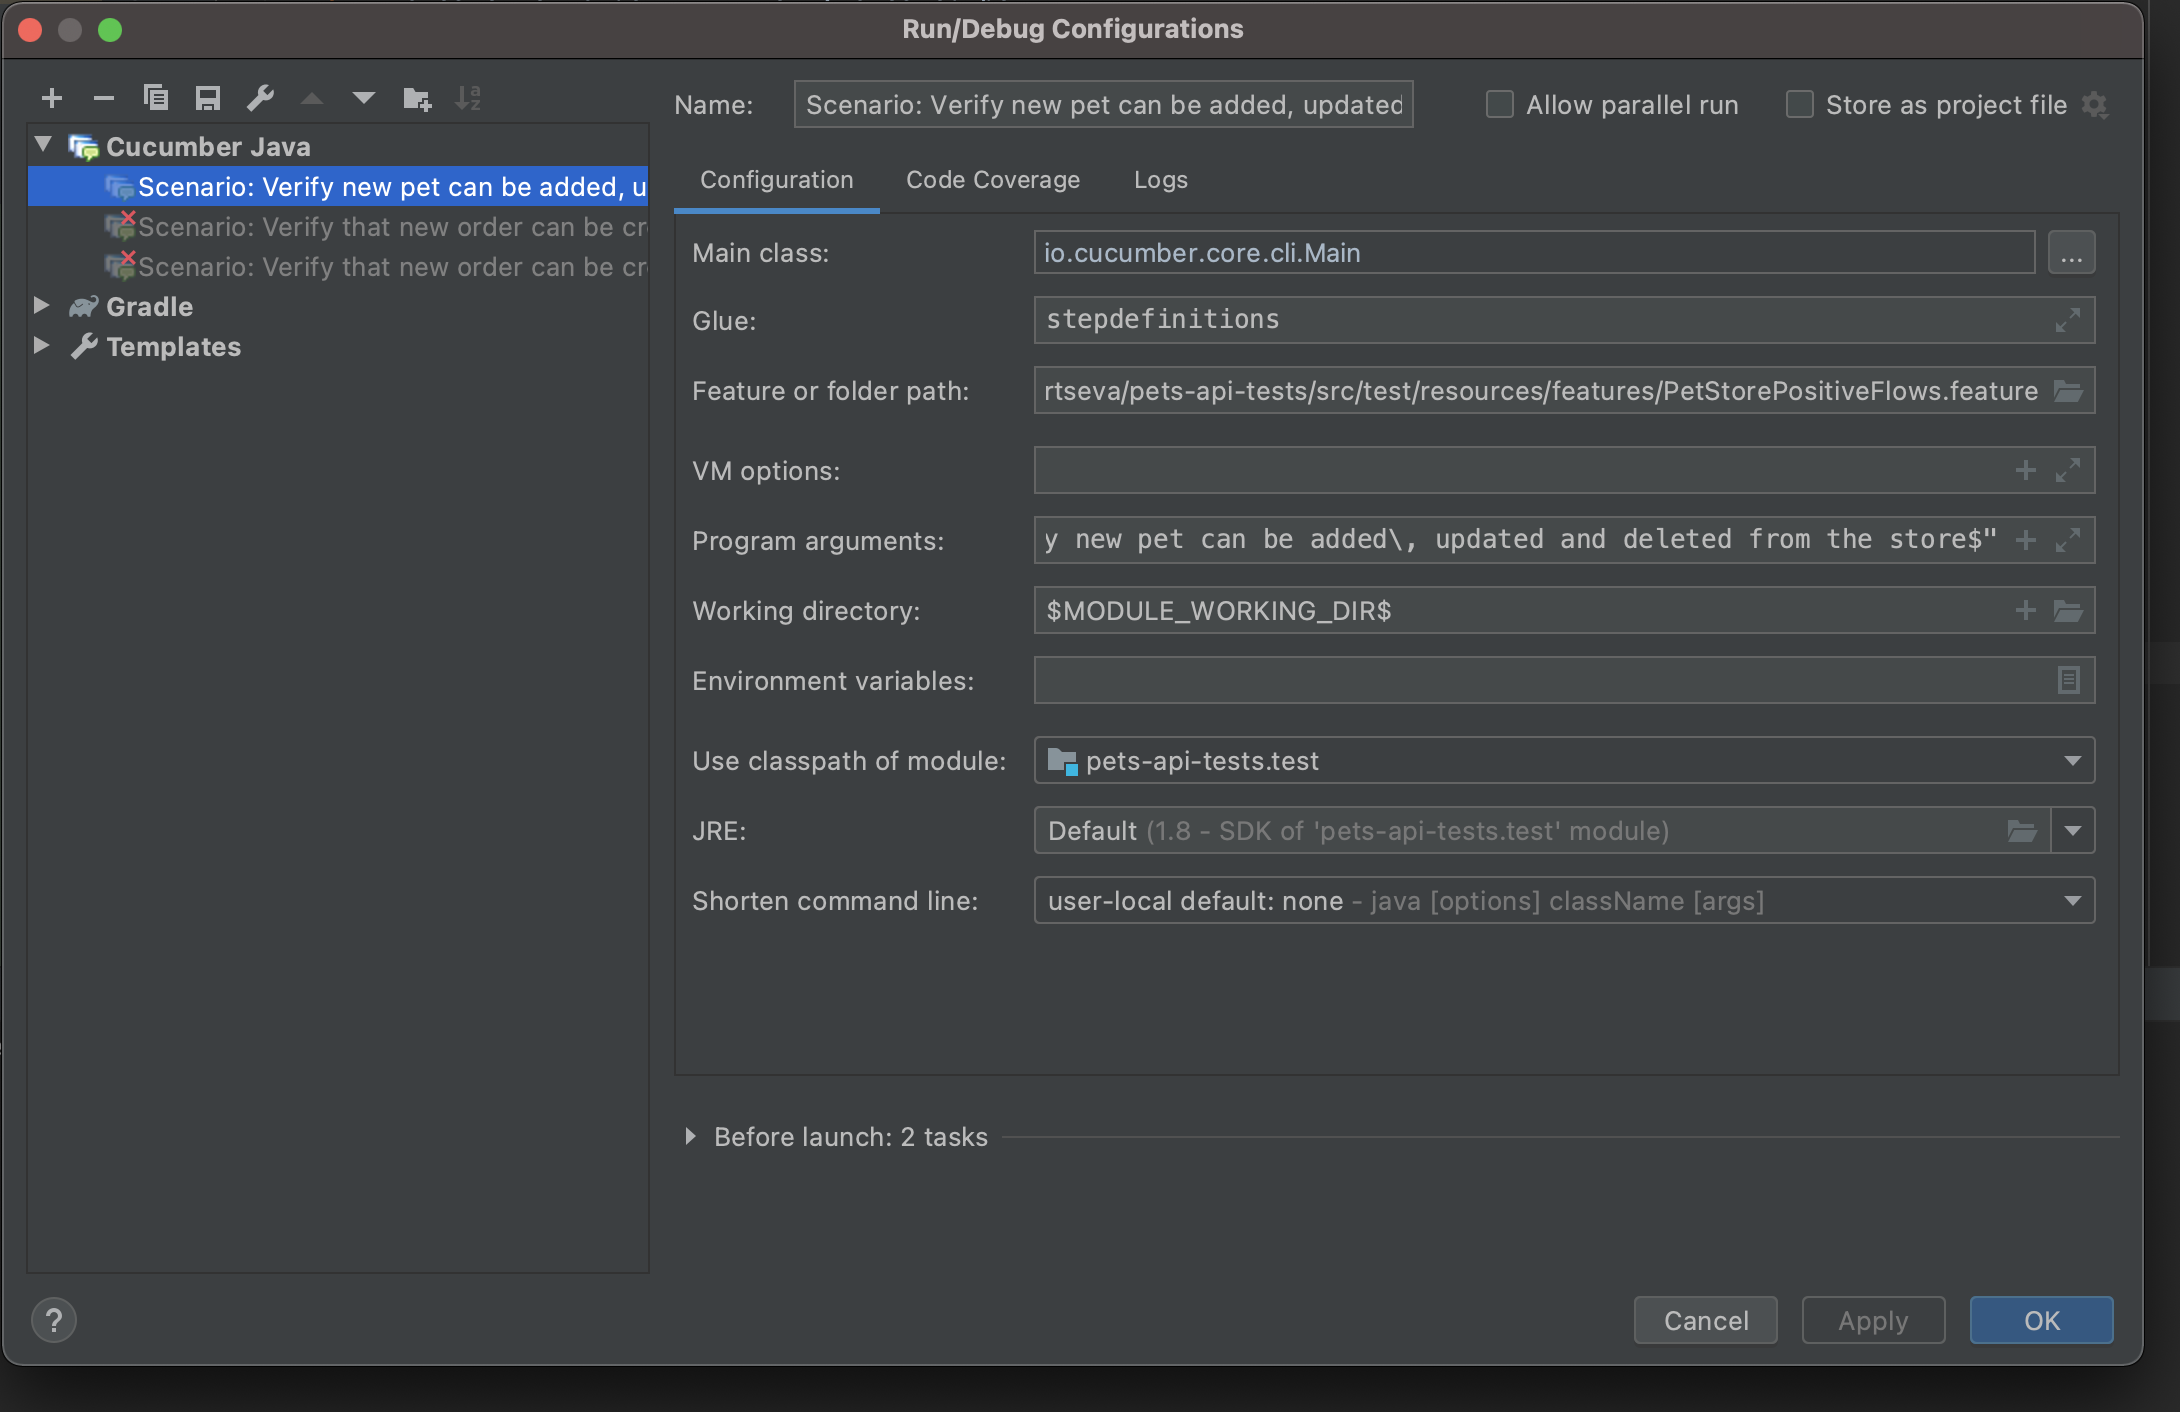 Run/Debug Configurations
Name: Scenario: Verify new pet can be added, updated
Allow parallel run
Store as project file
Cucumber Java
Scenario: Verify new pet can be added, u
Scenario: Verify that new order can be cr
Scenario: Verify that new order can be cr
Gradle
Templates
Configuration Code Coverage Logs
Main class: io.cucumber.core.cli.Main ...
Glue: stepdefinitions
Feature or folder path: rtseva/pets-api-tests/src/test/resources/features/PetStorePositiveFlows.feature
VM options:
Program arguments: y new pet can be added\, updated and deleted from the store$"
Working directory: $MODULE_WORKING_DIR$
Environment variables:
Use classpath of module: pets-api-tests.test
JRE: Default (1.8 - SDK of 'pets-api-tests.test' module)
Shorten command line: user-local default: none - java [options] className [args]
Before launch: 2 tasks
? Cancel Apply OK